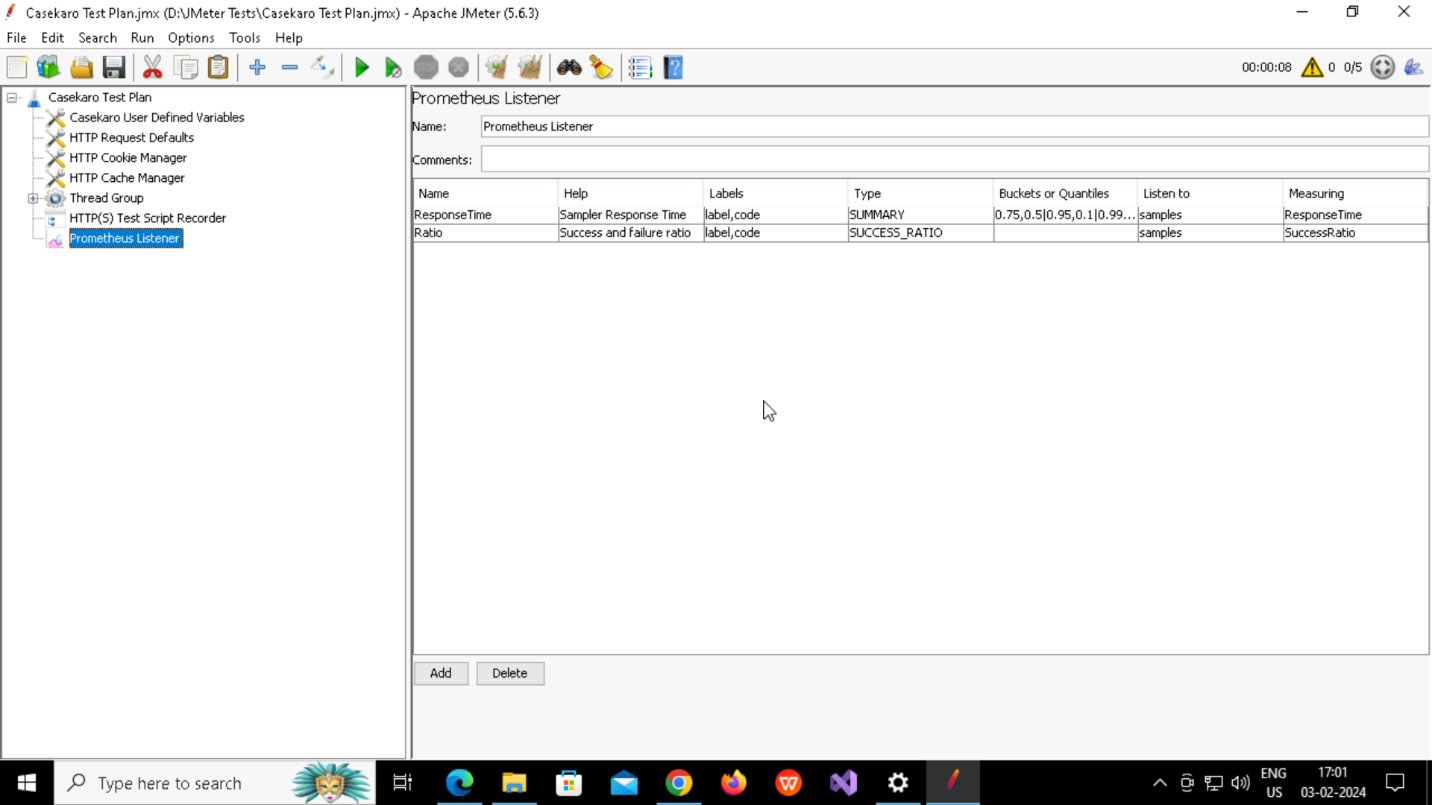 Casekaro Test Plan.jmx (D:\JMeter Tests\Casekaro Test Plan.jmx) - Apache JMeter (5.6.3)
File Edit Search Run Options Tools Help
00:00:08 0 0/5
Casekaro Test Plan
Casekaro User Defined Variables
HTTP Request Defaults
HTTP Cookie Manager
HTTP Cache Manager
Thread Group
HTTP(S) Test Script Recorder
Prometheus Listener
Prometheus Listener
Name: Prometheus Listener
Comments:
Name Help Labels Type Buckets or Quantiles Listen to Measuring
ResponseTime Sampler Response Time label,code SUMMARY 0.75,0.5|0.95,0.1|0.99... samples ResponseTime
Ratio Success and failure ratio label,code SUCCESS_RATIO samples SuccessRatio
Add Delete
Type here to search
ENG
US
17:01
03-02-2024